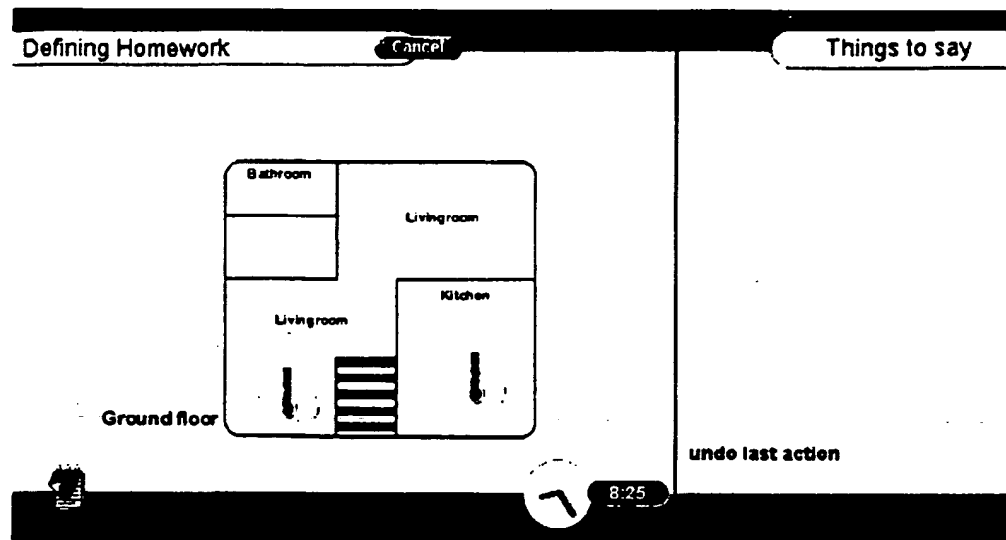 Defining Homework
Cancel
Things to say
Bathroom
Livingroom
Kitchen
Livingroom
Ground floor
undo last action
8:25